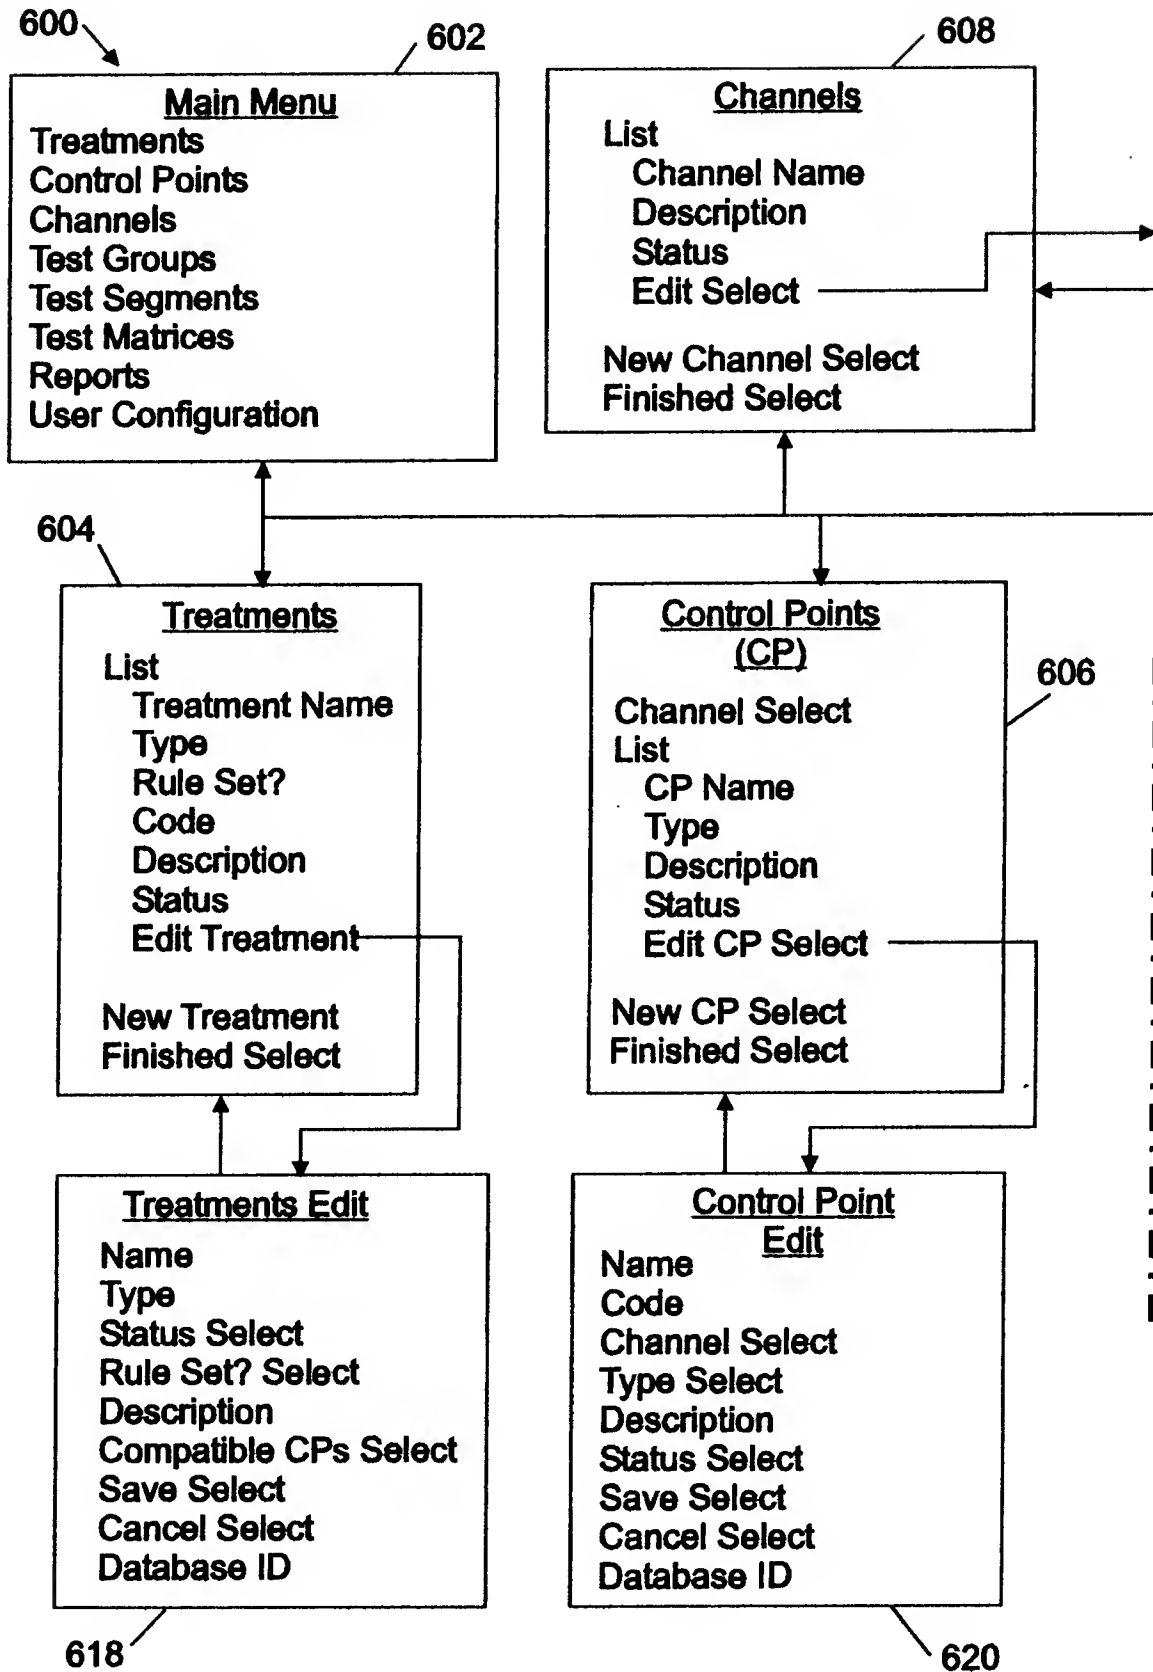 600
602
Main Menu
Treatments
Control Points
Channels
Test Groups
Test Segments
Test Matrices
Reports
User Configuration
608
Channels
List
Channel Name
Description
Status
Edit Select
New Channel Select
Finished Select
604
Treatments
List
Treatment Name
Type
Rule Set?
Code
Description
Status
Edit Treatment
New Treatment
Finished Select
606
Control Points
(CP)
Channel Select
List
CP Name
Type
Description
Status
Edit CP Select
New CP Select
Finished Select
Treatments Edit
Name
Type
Status Select
Rule Set? Select
Description
Compatible CPs Select
Save Select
Cancel Select
Database ID
618
Control Point
Edit
Name
Code
Channel Select
Type Select
Description
Status Select
Save Select
Cancel Select
Database ID
620